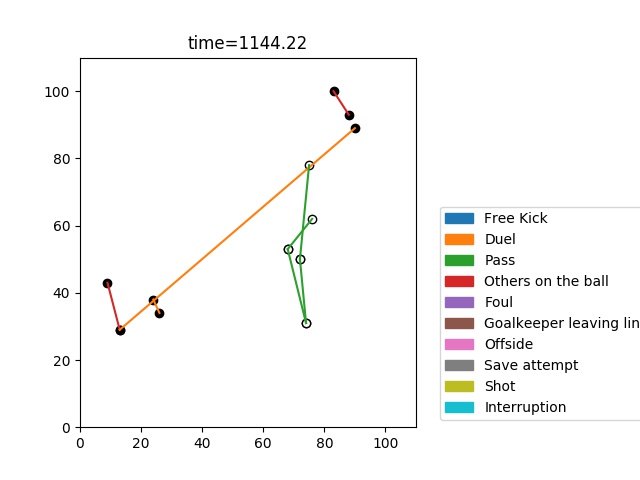 time=1144.22
100
80
60
40
20
0
0 20 40 60 80 100
Free Kick
Duel
Pass
Others on the ball
Foul
Goalkeeper leaving lin
Offside
Save attempt
Shot
Interruption